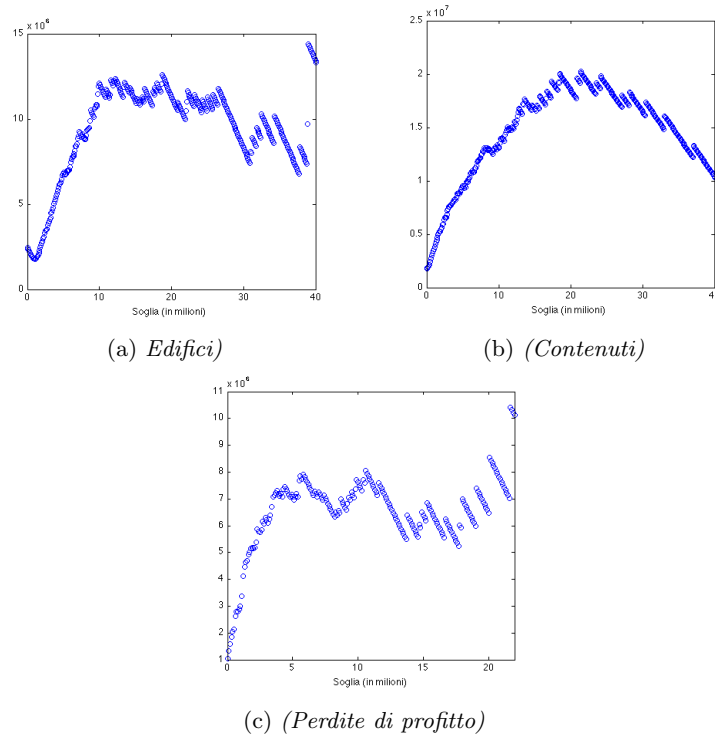 x 10^6
15
10
5
0
0 10 20 30 40
Soglia (in milioni)
(a) Edifici)
x 10^7
2.5
2
1.5
1
0.5
0
0 10 20 30 40
Soglia (in milioni)
(b) (Contenuti)
x 10^6
11
10
9
8
7
6
5
4
3
2
1
0 5 10 15 20
Soglia (in milioni)
(c) (Perdite di profitto)